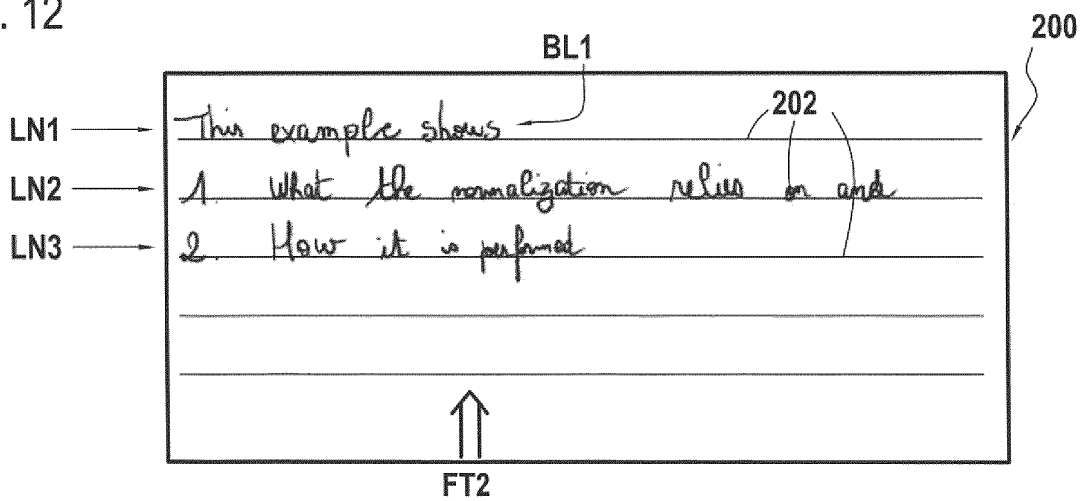 . 12
200
BL1
202
LN1 This example shows
LN2 1. What the normalization relies on and
LN3 2. How it is performed
FT2